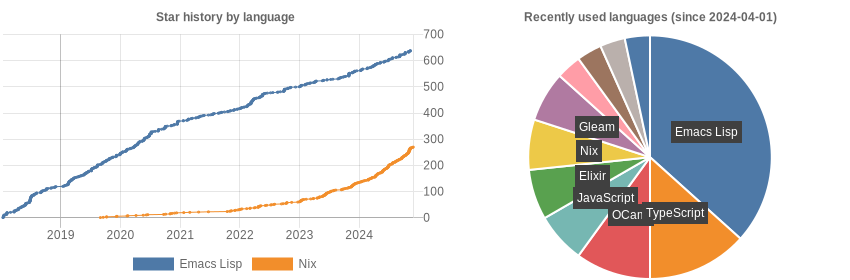 Star history by language
700
600
500
400
300
200
100
0
2019 2020 2021 2022 2023 2024
Emacs Lisp Nix
Recently used languages (since 2024-04-01)
Emacs Lisp
Gleam
Nix
Elixir
JavaScript
OCam
TypeScript